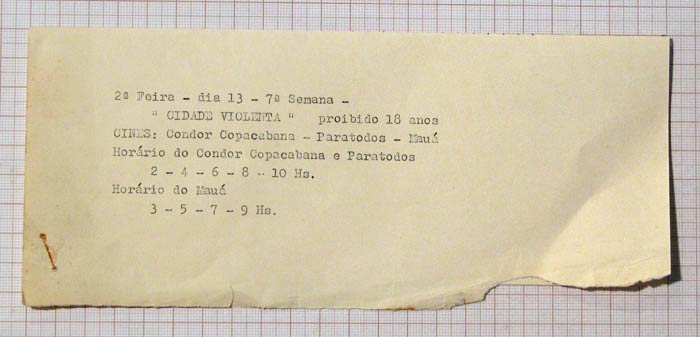 2ª Feira - dia 13 - 7ª Semana -
" CIDADE VIOLENTA " proibido 18 anos
CINES: Condor Copacabana - Paratodos - Mauá
Horário do Condor Copacabana e Paratodos
2 - 4 - 6 - 8 - 10 Hs.
Horário do Mauá
3 - 5 - 7 - 9 Hs.